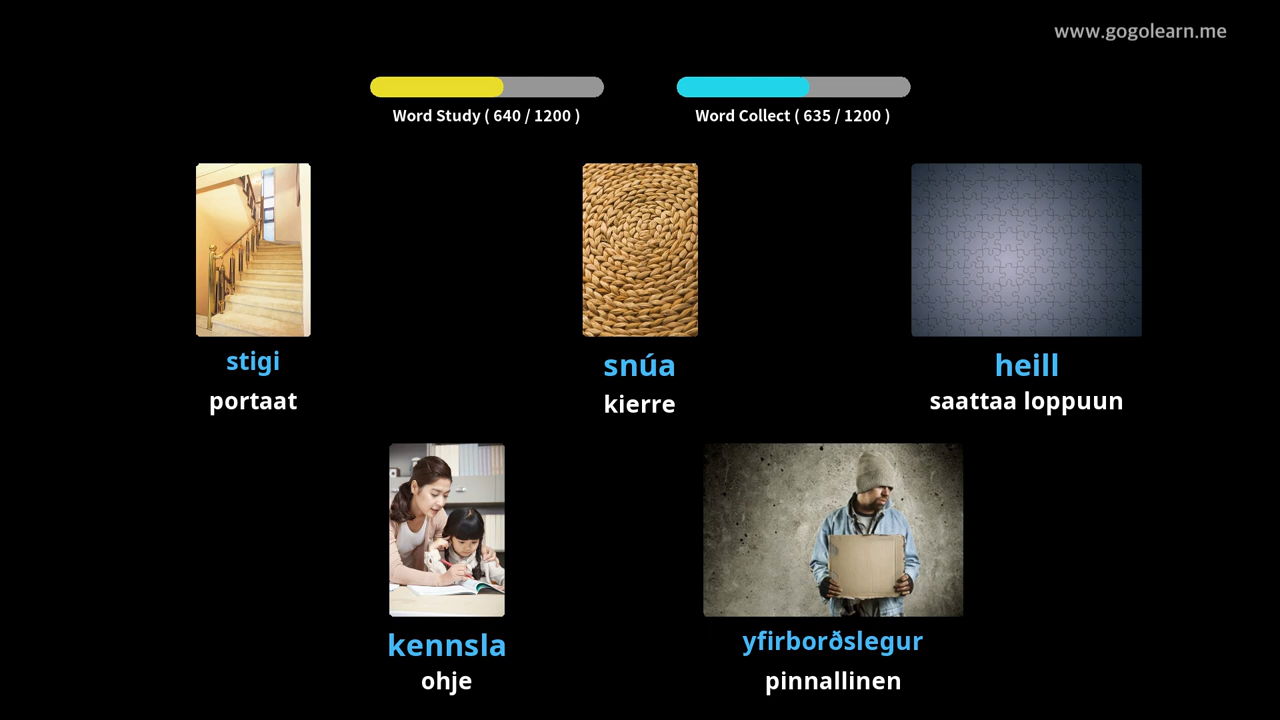 www.gogolearn.me
Word Study ( 640 / 1200 )
Word Collect ( 635 / 1200 )
stigi
portaat
snúa
kierre
heill
saattaa loppuun
kennsla
ohje
yfirborðslegur
pinnallinen